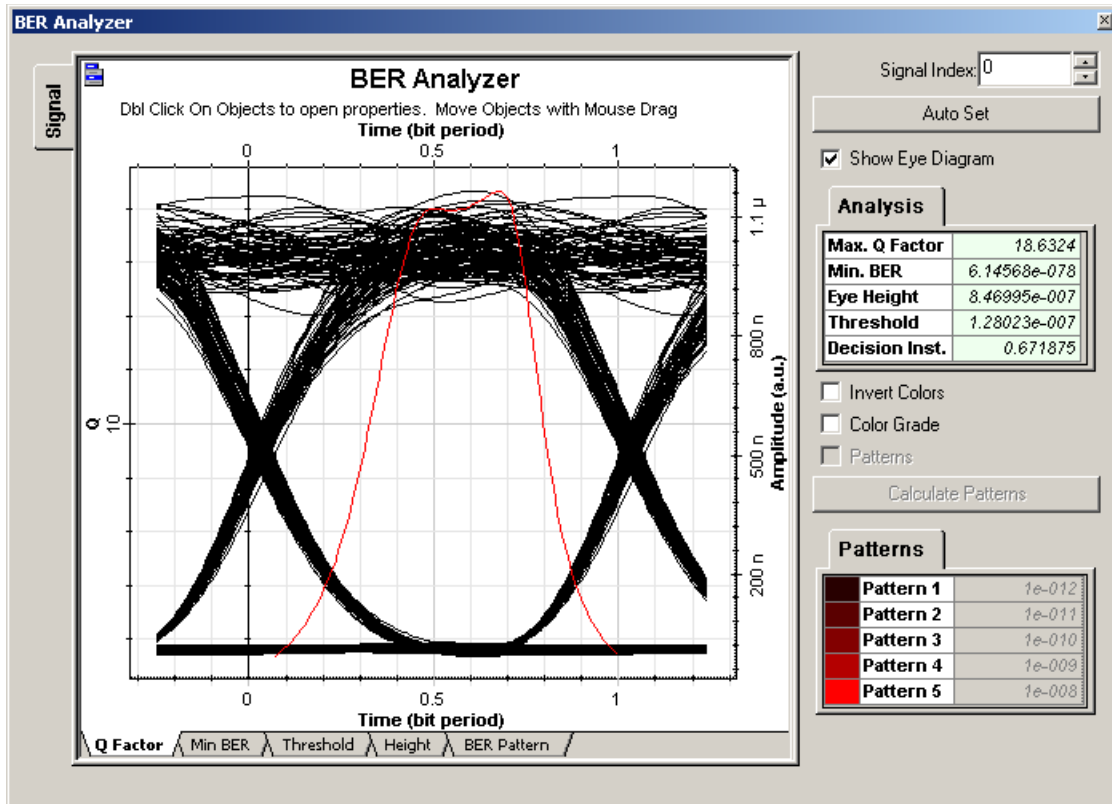 BER Analyzer
Signal
BER Analyzer
Dbl Click On Objects to open properties. Move Objects with Mouse Drag
Time (bit period)
0 0.5 1
Q
10
1.1 µ
800 n
500 n
200 n
Amplitude (a.u.)
0 0.5 1
Time (bit period)
Q Factor Min BER Threshold Height BER Pattern
Signal Index: 0
Auto Set
Show Eye Diagram
Analysis
Max. Q Factor 18.6324
Min. BER 6.14568e-078
Eye Height 8.46995e-007
Threshold 1.28023e-007
Decision Inst. 0.671875
Invert Colors
Color Grade
Patterns
Calculate Patterns
Patterns
Pattern 1 1e-012
Pattern 2 1e-011
Pattern 3 1e-010
Pattern 4 1e-009
Pattern 5 1e-008